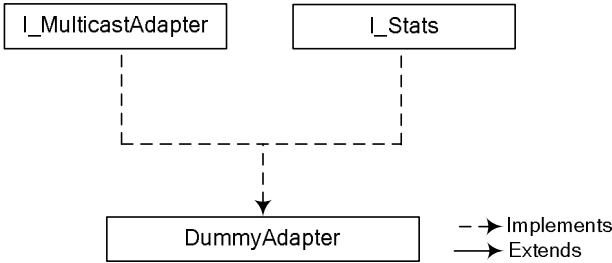 I_MulticastAdapter
I_Stats
DummyAdapter
Implements
Extends